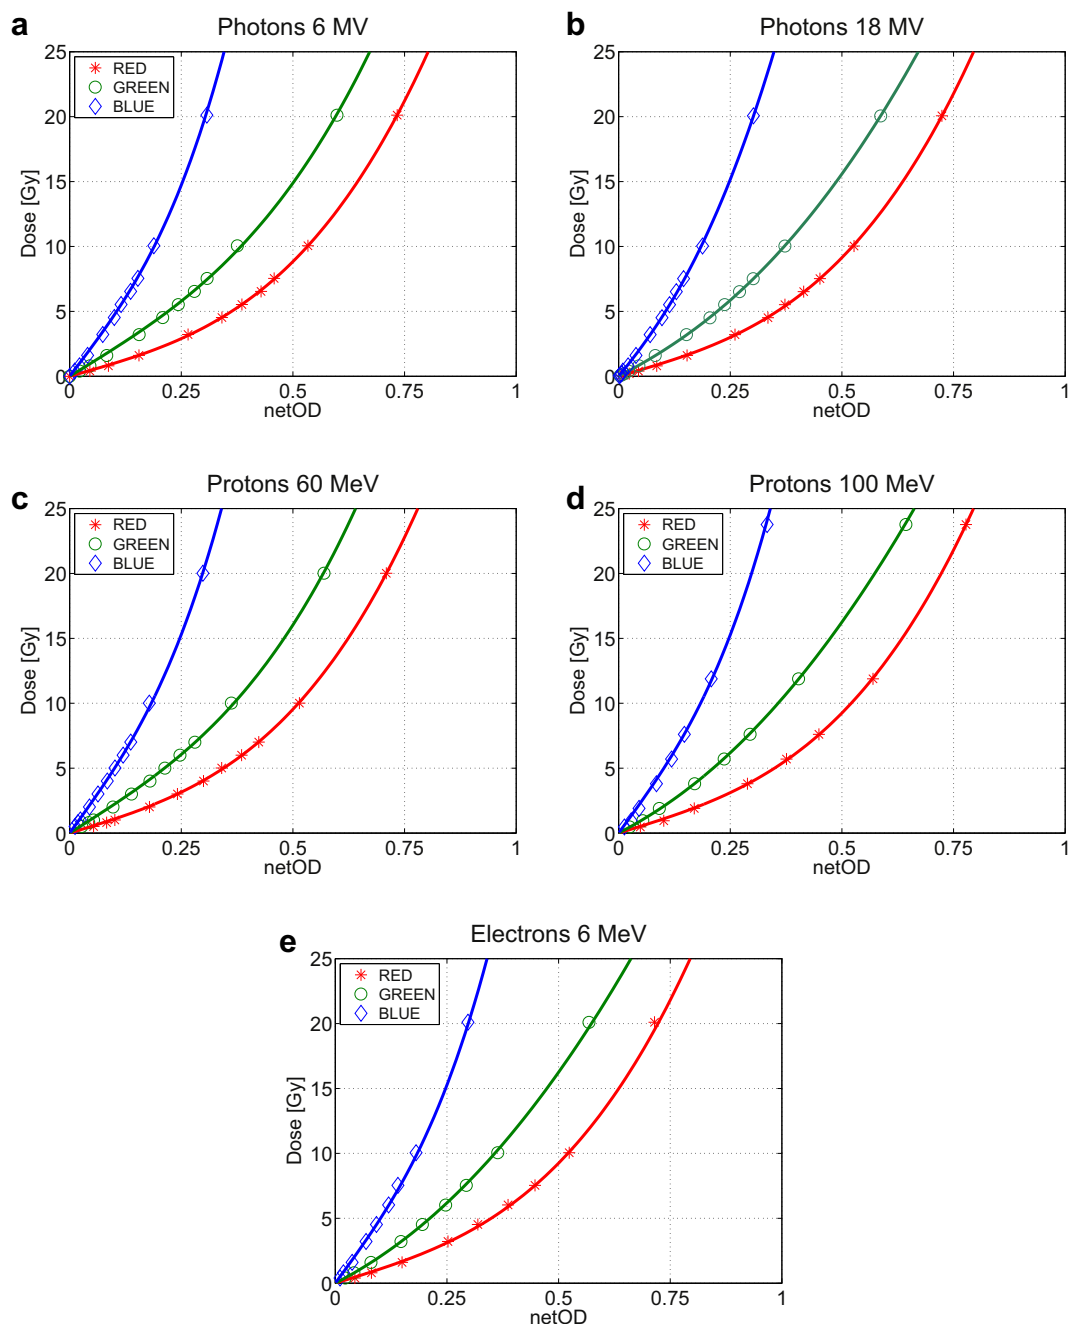 a
Photons 6 MV
25
20
15
10
5
0
Dose [Gy]
RED
GREEN
BLUE
0 0.25 0.5 0.75 1
netOD
b
Photons 18 MV
25
20
15
10
5
0
Dose [Gy]
0 0.25 0.5 0.75 1
netOD
c
Protons 60 MeV
25
20
15
10
5
0
Dose [Gy]
RED
GREEN
BLUE
0 0.25 0.5 0.75 1
netOD
d
Protons 100 MeV
25
20
15
10
5
0
Dose [Gy]
RED
GREEN
BLUE
0 0.25 0.5 0.75 1
netOD
e
Electrons 6 MeV
25
20
15
10
5
0
Dose [Gy]
RED
GREEN
BLUE
0 0.25 0.5 0.75 1
netOD